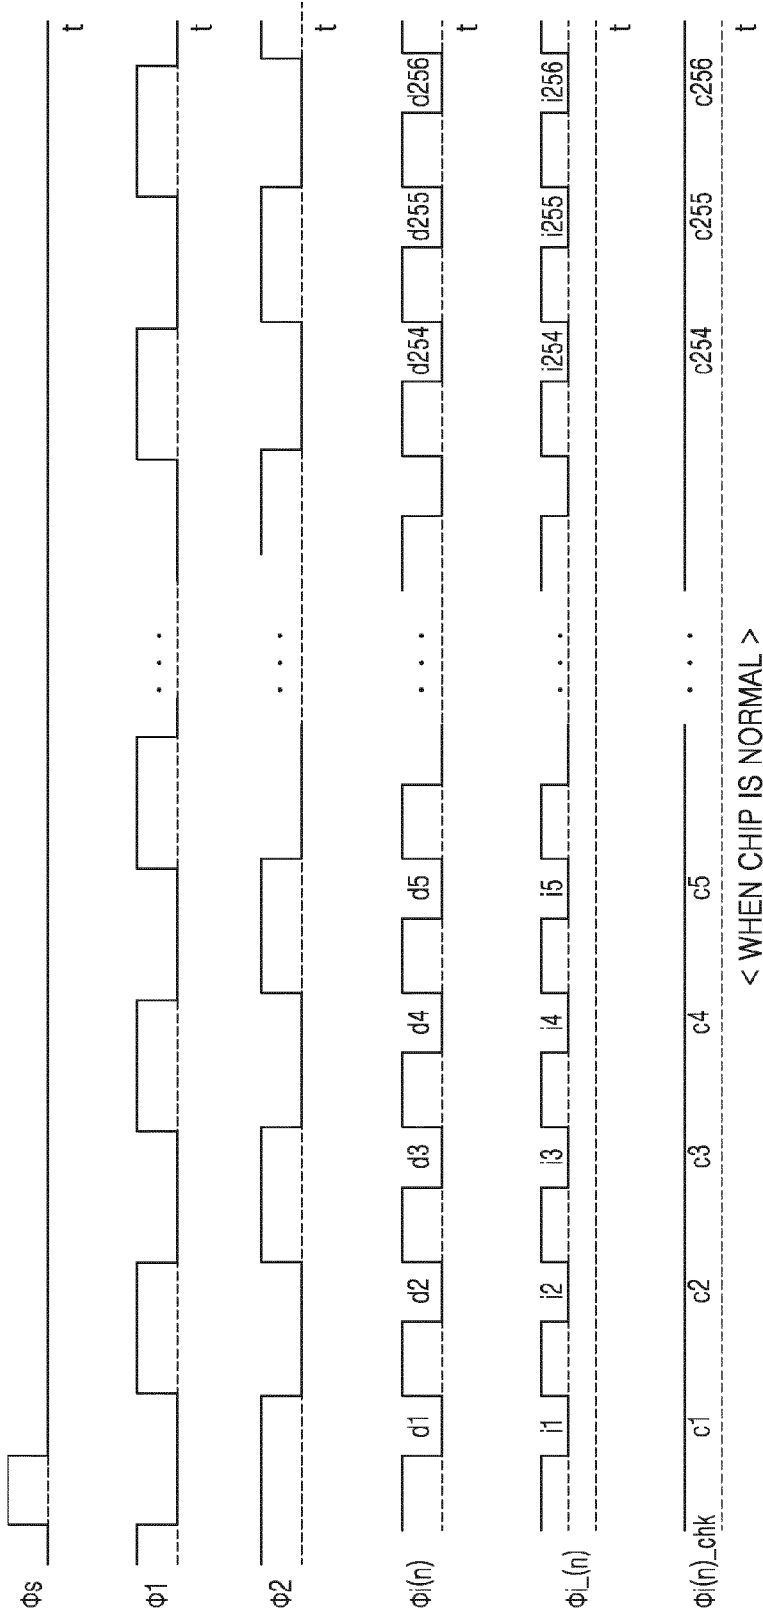 Φs t
Φ1 t
Φ2 t
Φi(n) d1 d2 d3 d4 d5 d254 d255 d256 t
Φi_(n) i1 i2 i3 i4 i5 i254 i255 i256 t
Φi(n)_chk c1 c2 c3 c4 c5 c254 c255 c256 t
< WHEN CHIP IS NORMAL >